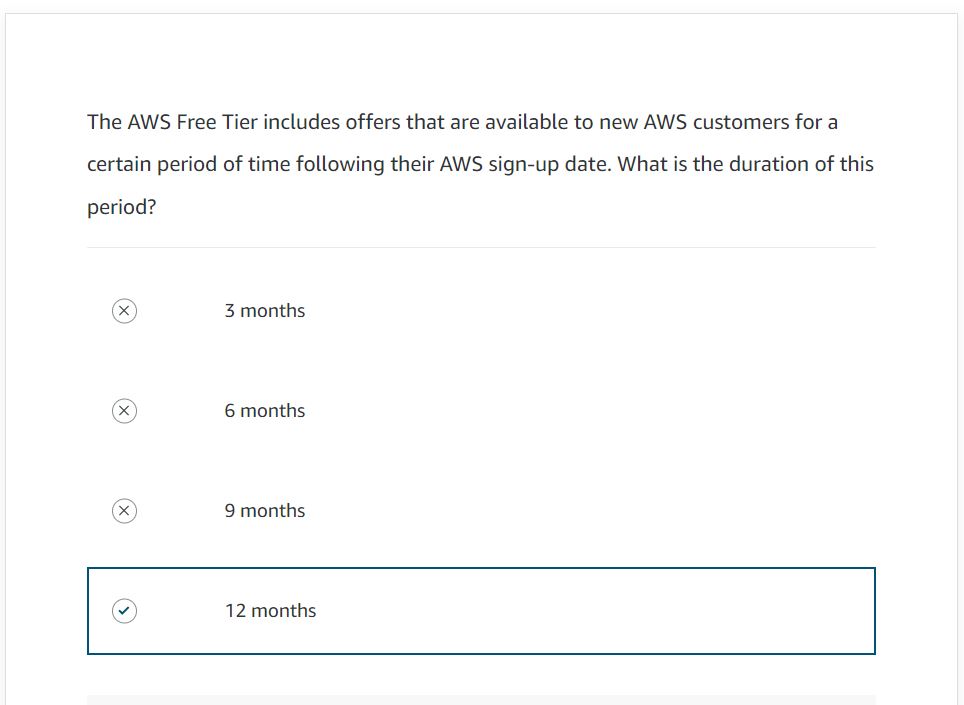 The AWS Free Tier includes offers that are available to new AWS customers for a
certain period of time following their AWS sign-up date. What is the duration of this
period?
3 months
6 months
9 months
12 months